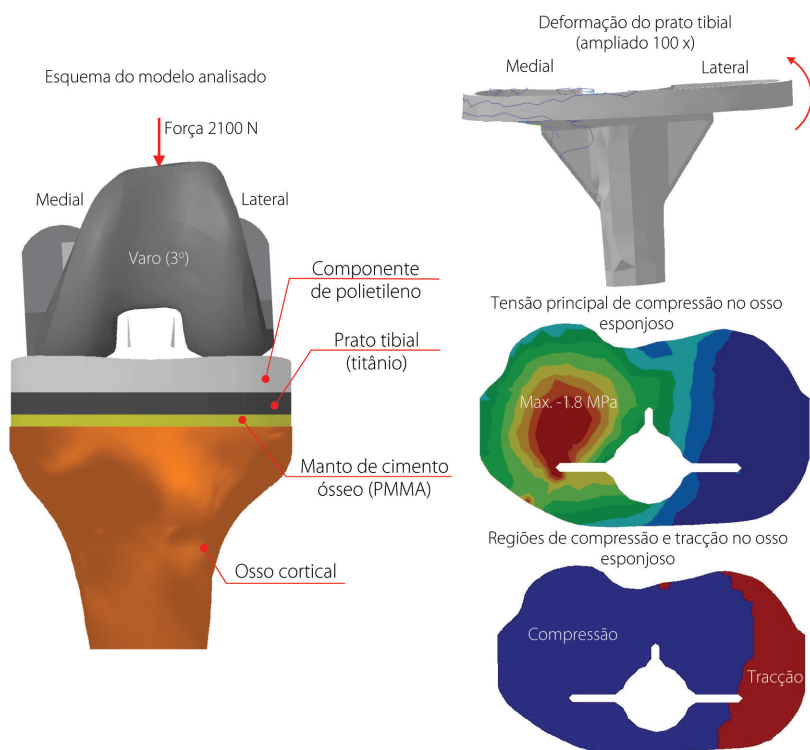 Esquema do modelo analisado
Força 2100 N
Medial
Lateral
Varo (3º)
Componente
de polietileno
Prato tibial
(titânio)
Manto de cimento
ósseo (PMMA)
Osso cortical
Deformação do prato tibial
(ampliado 100 x)
Medial
Lateral
Tensão principal de compressão no osso
esponjoso
Max. -1.8 MPa
Regiões de compressão e tracção no osso
esponjoso
Compressão
Tracção